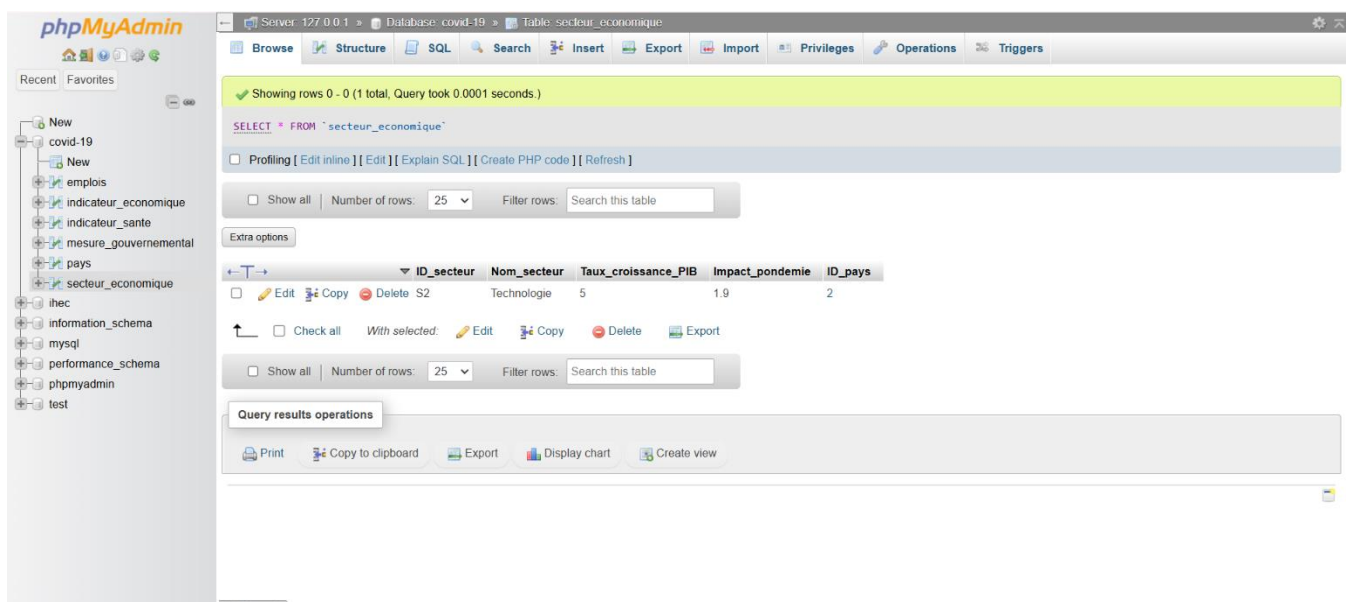 phpMyAdmin
Recent Favorites
New
covid-19
New
emplois
indicateur_economique
indicateur_sante
mesure_gouvernemental
pays
secteur_economique
ihec
information_schema
mysql
performance_schema
phpmyadmin
test
Server: 127.0.0.1 » Database: covid-19 » Table: secteur_economique
Browse Structure SQL Search Insert Export Import Privileges Operations Triggers
Showing rows 0 - 0 (1 total, Query took 0.0001 seconds.)
SELECT * FROM `secteur_economique`
Profiling [ Edit inline ] [ Edit ] [ Explain SQL ] [ Create PHP code ] [ Refresh ]
Show all | Number of rows: 25 Filter rows: Search this table
Extra options
←T→ ID_secteur Nom_secteur Taux_croissance_PIB Impact_pondemie ID_pays
Edit Copy Delete S2 Technologie 5 1.9 2
Check all With selected: Edit Copy Delete Export
Show all | Number of rows: 25 Filter rows: Search this table
Query results operations
Print Copy to clipboard Export Display chart Create view